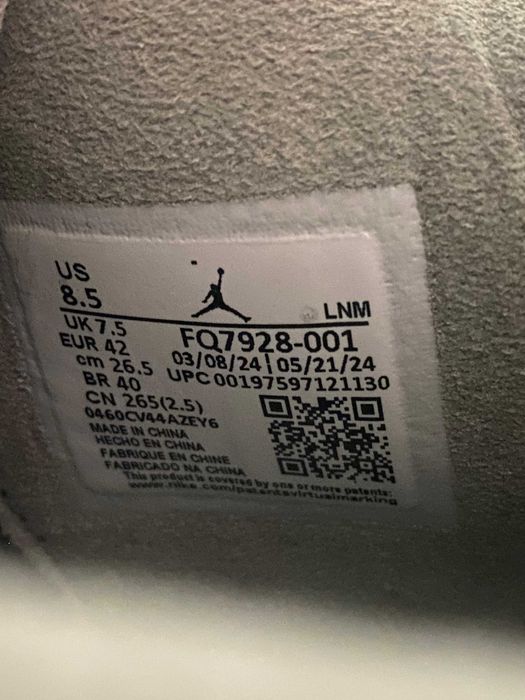 US
8.5
LNM
UK 7.5
FQ7928-001
EUR 42
03/08/24 | 05/21/24
cm 26.5
UPC 00197597121130
BR 40
CN 265(2.5)
0460CV44AZEY6
MADE IN CHINA
HECHO EN CHINA
FABRIQUE EN CHINE
FABRICADO NA CHINA
This product is covered by one or more patents:
www.nike.com/patentsvirtualmarking